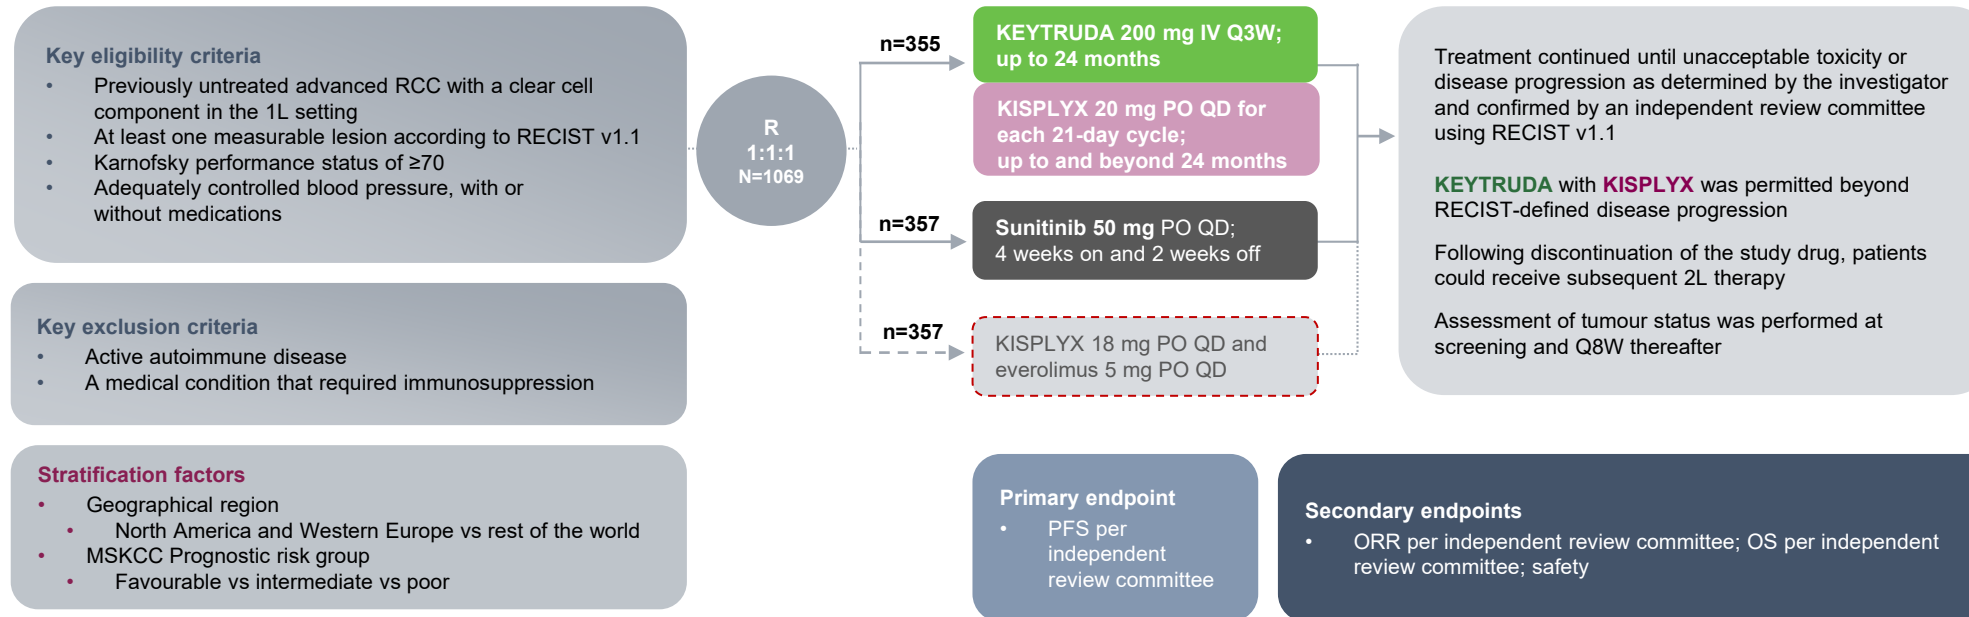 Key eligibility criteria
• Previously untreated advanced RCC with a clear cell
component in the 1L setting
• At least one measurable lesion according to RECIST v1.1
• Karnofsky performance status of ≥70
• Adequately controlled blood pressure, with or
without medications
Key exclusion criteria
• Active autoimmune disease
• A medical condition that required immunosuppression
Stratification factors
• Geographical region
• North America and Western Europe vs rest of the world
• MSKCC Prognostic risk group
• Favourable vs intermediate vs poor
R
1:1:1
N=1069
n=355
KEYTRUDA 200 mg IV Q3W;
up to 24 months
KISPLYX 20 mg PO QD for
each 21-day cycle;
up to and beyond 24 months
n=357
Sunitinib 50 mg PO QD;
4 weeks on and 2 weeks off
n=357
KISPLYX 18 mg PO QD and
everolimus 5 mg PO QD
Treatment continued until unacceptable toxicity or
disease progression as determined by the investigator
and confirmed by an independent review committee
using RECIST v1.1
KEYTRUDA with KISPLYX was permitted beyond
RECIST-defined disease progression
Following discontinuation of the study drug, patients
could receive subsequent 2L therapy
Assessment of tumour status was performed at
screening and Q8W thereafter
Primary endpoint
• PFS per
independent
review committee
Secondary endpoints
• ORR per independent review committee; OS per independent
review committee; safety